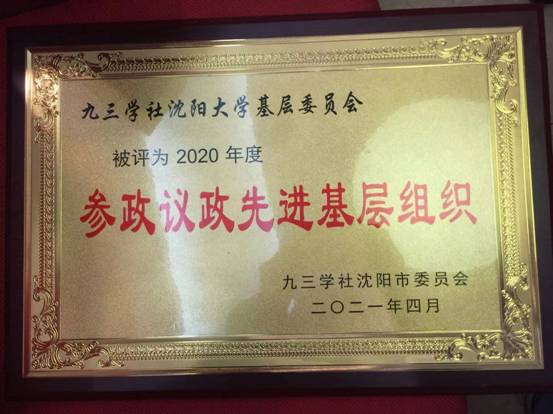 九三学社沈阳大学基层委员会
被评为 2020 年度
参政议政先进基层组织
九三学社沈阳市委员会
二〇二一年四月